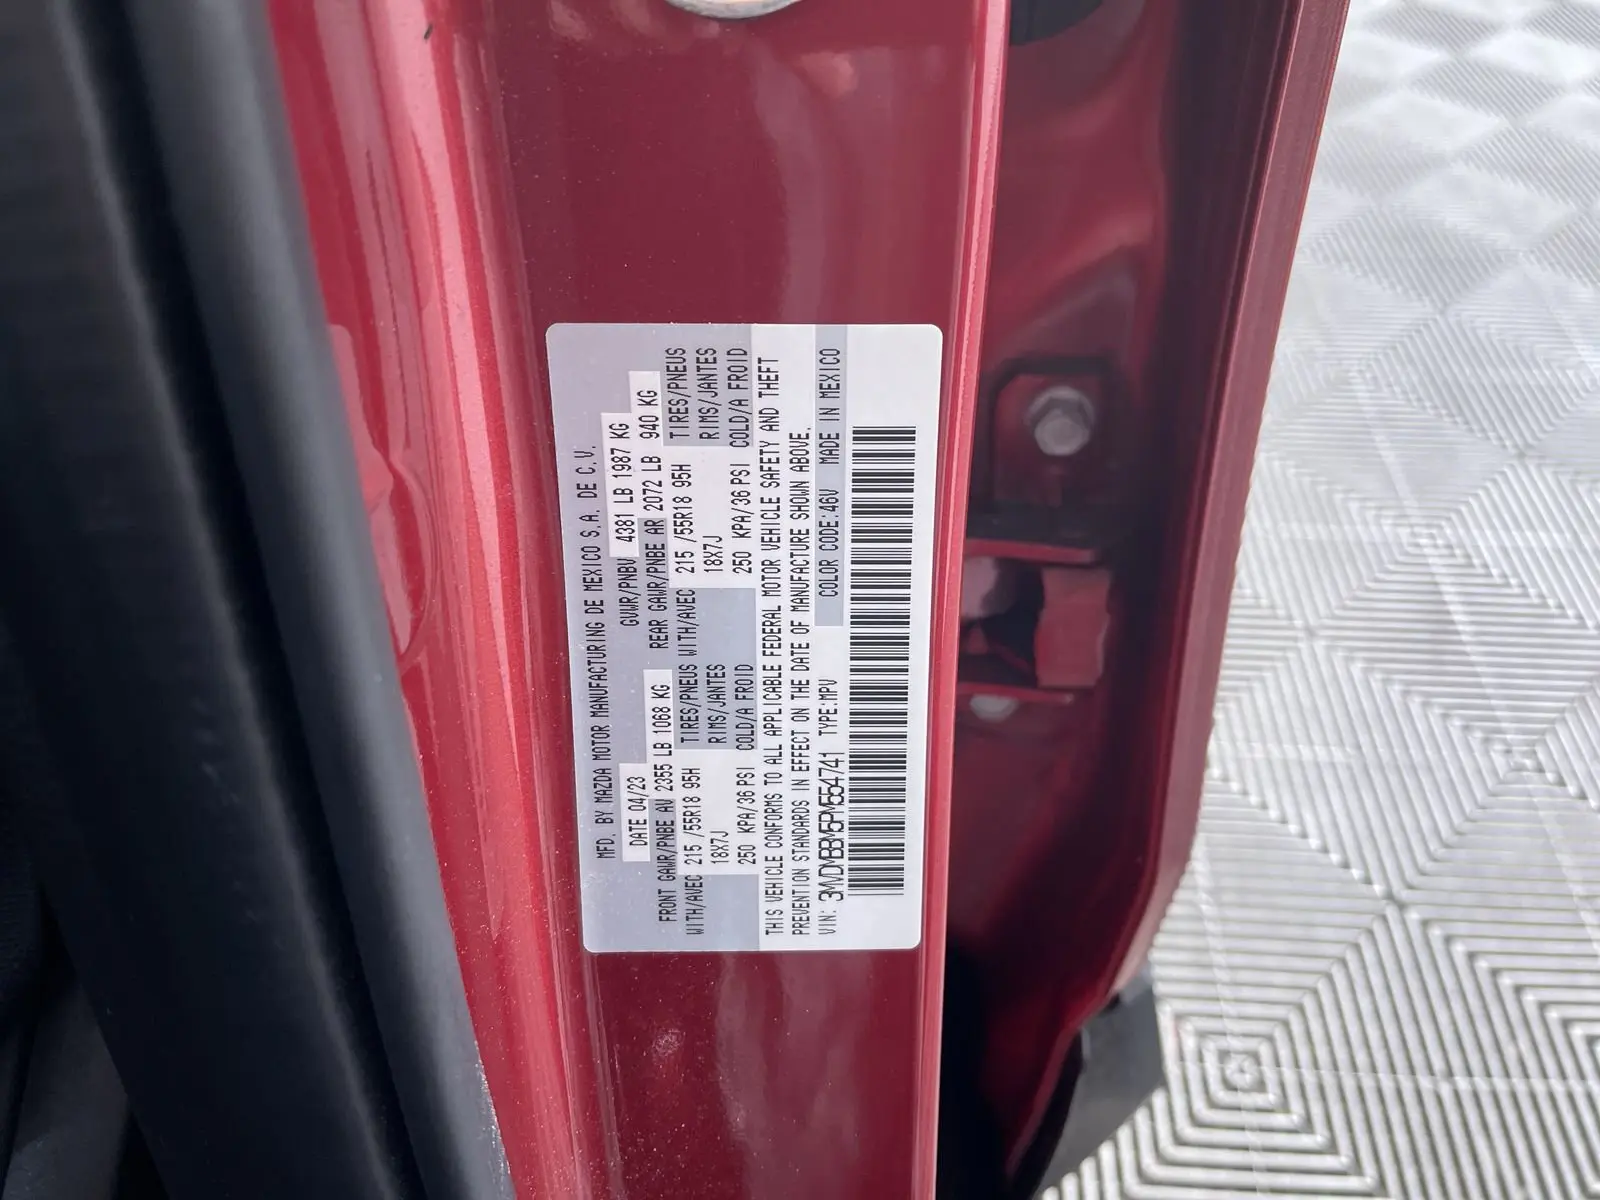 MFD. BY MAZDA MOTOR MANUFACTURING DE MEXICO S.A. DE C.V.
DATE 04/23 GVWR/PNBV 4381 LB 1987 KG
FRONT GAWR/PNBE AV 2355 LB 1068 KG REAR GAWR/PNBE AR 2072 LB 940 KG
WITH/AVEC 215 /55R18 95H TIRES/PNEUS WITH/AVEC 215 /55R18 95H TIRES/PNEUS
18X7J RIMS/JANTES 18X7J RIMS/JANTES
250 KPA/36 PSI COLD/A FROID 250 KPA/36 PSI COLD/A FROID
THIS VEHICLE CONFORMS TO ALL APPLICABLE FEDERAL MOTOR VEHICLE SAFETY AND THEFT
PREVENTION STANDARDS IN EFFECT ON THE DATE OF MANUFACTURE SHOWN ABOVE.
VIN: 3MVDMBBM5PM554741 TYPE:MPV COLOR CODE:46V MADE IN MEXICO